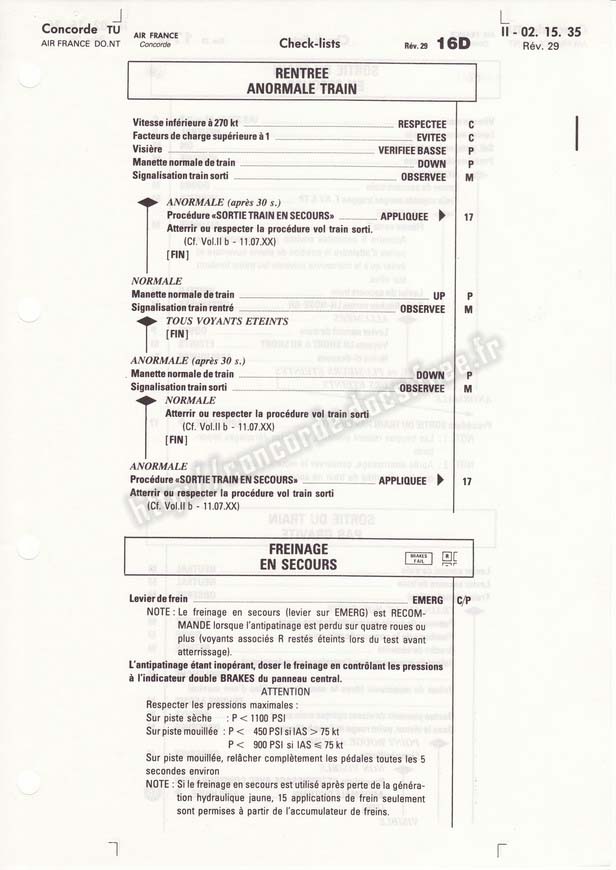 Concorde TU
AIR FRANCE DO.NT
AIR FRANCE
Concorde
Check-lists
Rév. 29 16D
II - 02. 15. 35
Rév. 29
RENTREE
ANORMALE TRAIN
Vitesse inférieure à 270 kt RESPECTEE C
Facteurs de charge supérieure à 1 EVITES C
Visière VERIFIEE BASSE P
Manette normale de train DOWN P
Signalisation train sorti OBSERVEE M
ANORMALE (après 30 s.)
Procédure «SORTIE TRAIN EN SECOURS» APPLIQUEE 17
Atterrir ou respecter la procédure vol train sorti.
(Cf. Vol.II b - 11.07.XX)
[FIN]
NORMALE
Manette normale de train UP P
Signalisation train rentré OBSERVEE M
TOUS VOYANTS ETEINTS
[FIN]
ANORMALE (après 30 s.)
Manette normale de train DOWN P
Signalisation train sorti OBSERVEE M
NORMALE
Atterrir ou respecter la procédure vol train sorti
(Cf. Vol.II b - 11.07.XX)
[FIN]
ANORMALE
Procédure «SORTIE TRAIN EN SECOURS» APPLIQUEE 17
Atterrir ou respecter la procédure vol train sorti
(Cf. Vol.II b - 11.07.XX)
http://concorde.docs.free.fr
FREINAGE
EN SECOURS
BRAKES
FAIL
R
Levier de frein EMERG C/P
NOTE : Le freinage en secours (levier sur EMERG) est RECOM-
MANDE lorsque l'antipatinage est perdu sur quatre roues ou
plus (voyants associés R restés éteints lors du test avant
atterrissage).
L'antipatinage étant inopérant, doser le freinage en contrôlant les pressions
à l'indicateur double BRAKES du panneau central.
ATTENTION
Respecter les pressions maximales :
Sur piste sèche : P < 1100 PSI
Sur piste mouillée : P < 450 PSI si IAS > 75 kt
P < 900 PSI si IAS ⩽ 75 kt
Sur piste mouillée, relâcher complètement les pédales toutes les 5
secondes environ
NOTE : Si le freinage en secours est utilisé après perte de la généra-
tion hydraulique jaune, 15 applications de frein seulement
sont permises à partir de l'accumulateur de freins.